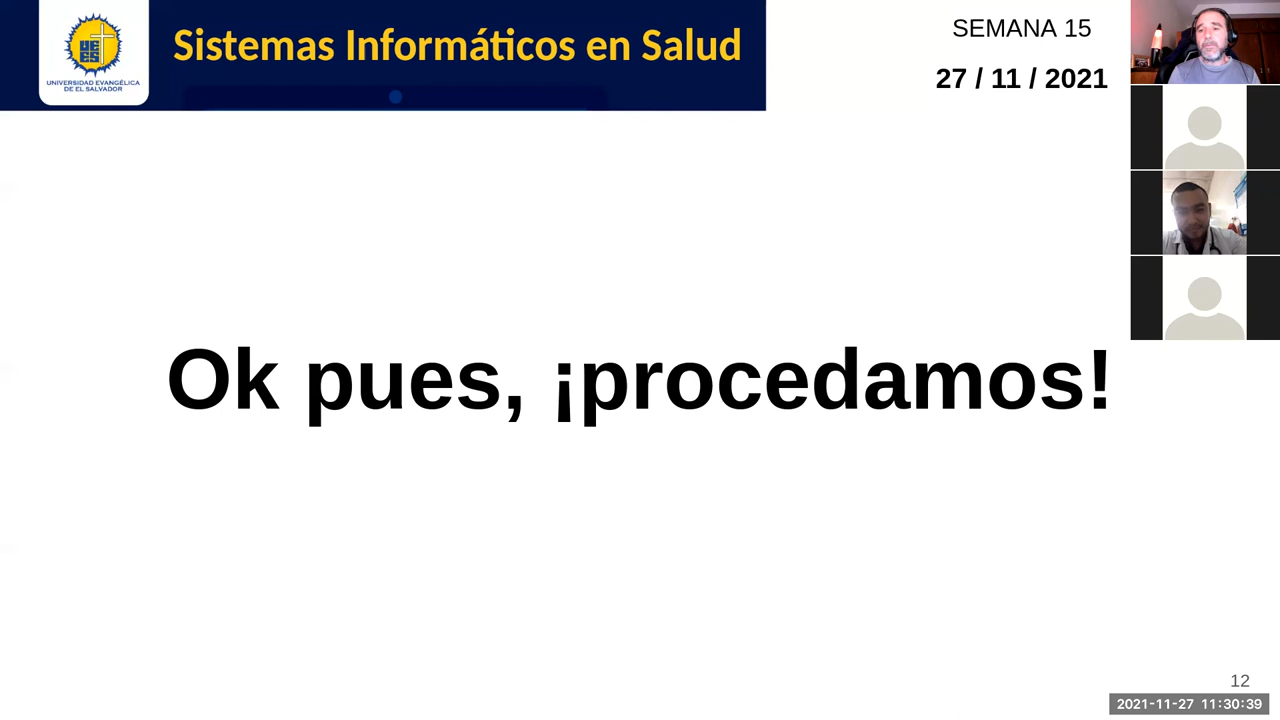 Sistemas Informáticos en Salud
UNIVERSIDAD EVANGÉLICA
DE EL SALVADOR
SEMANA 15
27 / 11 / 2021
Ok pues, ¡procedamos!
12
2021-11-27 11:30:39